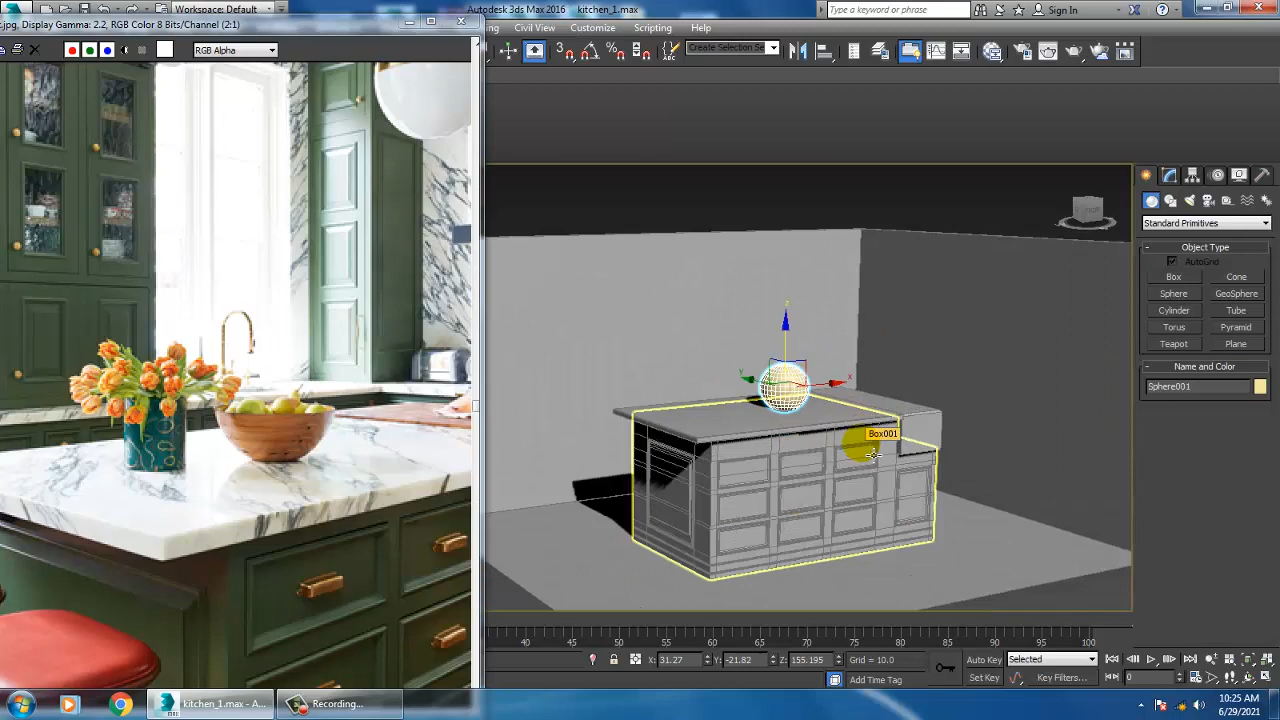 Workspace: Default
Autodesk 3ds Max 2016
kitchen_1.max
Type a keyword or phrase
Sign In
.jpg, Display Gamma: 2.2, RGB Color 8 Bits/Channel (2:1)
Civil View
Customize
Scripting
Help
RGB Alpha
Create Selection Se
Standard Primitives
Object Type
AutoGrid
Box
Cone
Sphere
GeoSphere
Cylinder
Tube
Torus
Pyramid
Teapot
Plane
Name and Color
Sphere001
z
y
x
Box001
40 45 50 55 60 65 70 75 80 85 90 95 100
X: 31.27
Y: -21.82
Z: 155.195
Grid = 10.0
Auto Key
Selected
Add Time Tag
Set Key
Key Filters...
0
kitchen_1.max - A...
Recording...
10:25 AM
6/29/2021